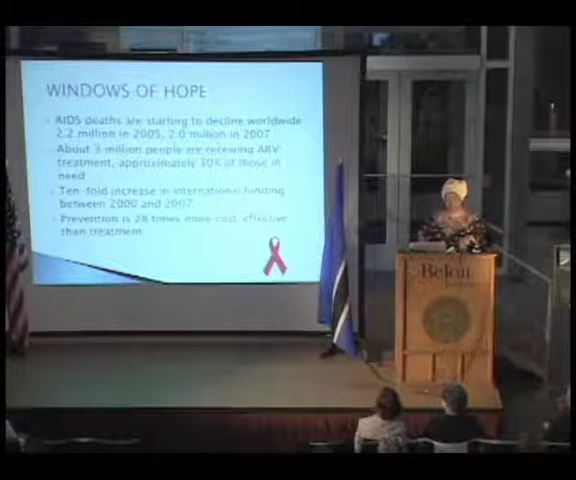 WINDOWS OF HOPE
AIDS deaths are starting to decline worldwide
2.2 million in 2005, 2.0 million in 2007
About 3 million people are receiving ARV
treatment, approximately 30% of those in
need
Ten-fold increase in international funding
between 2000 and 2007
Prevention is 28 times more cost effective
than treatment
Beloit